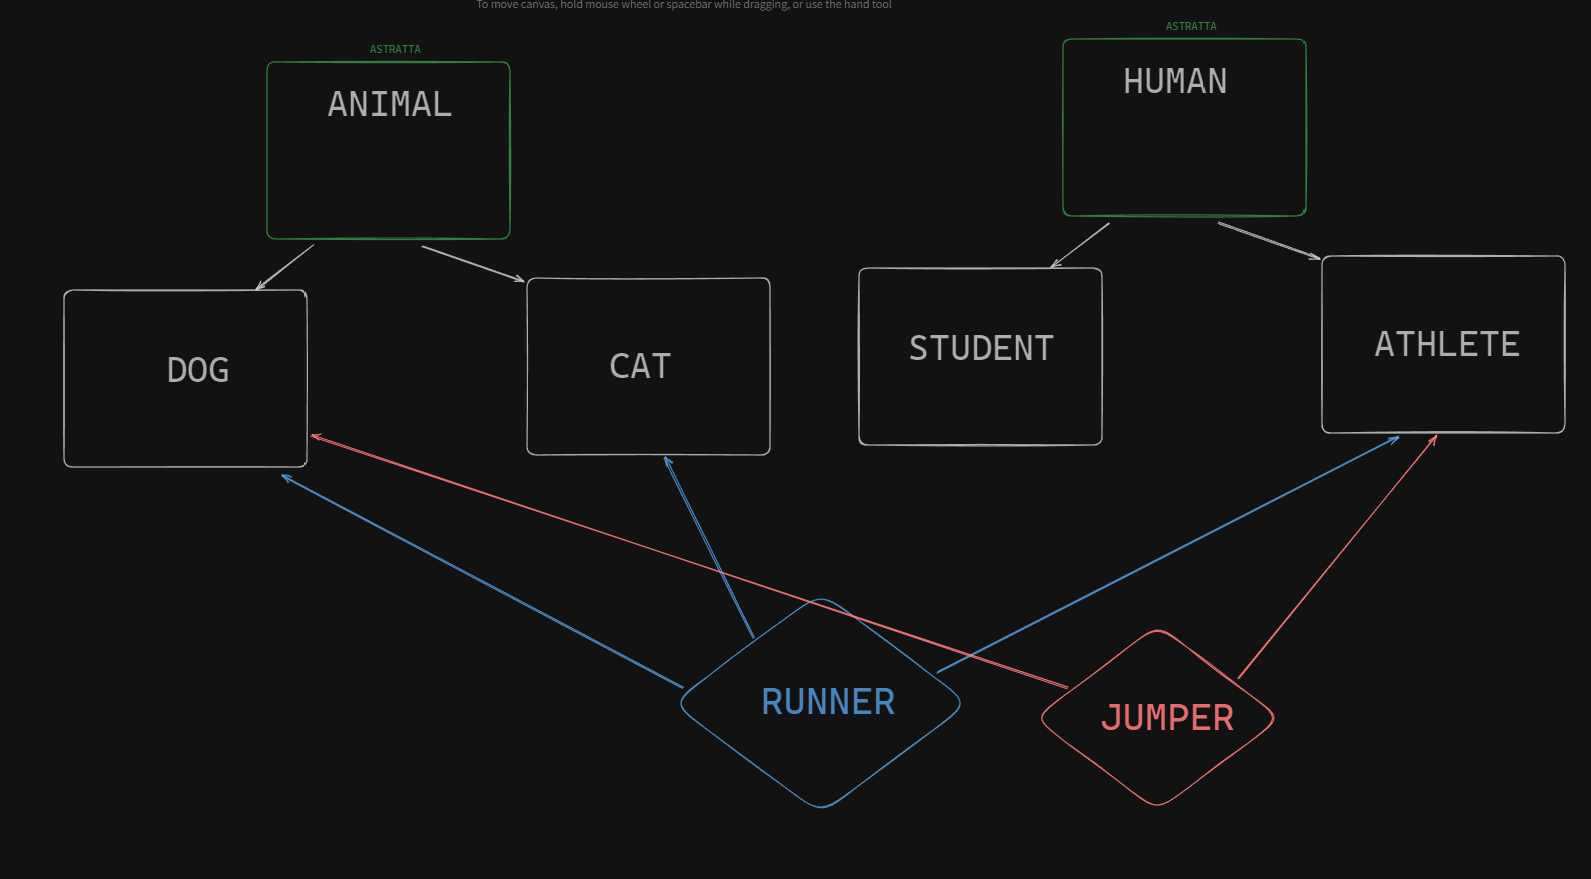 To move canvas, hold mouse wheel or spacebar while dragging, or use the hand tool
ASTRATTA
HUMAN
ASTRATTA
ANIMAL
DOG
CAT
STUDENT
ATHLETE
RUNNER
JUMPER